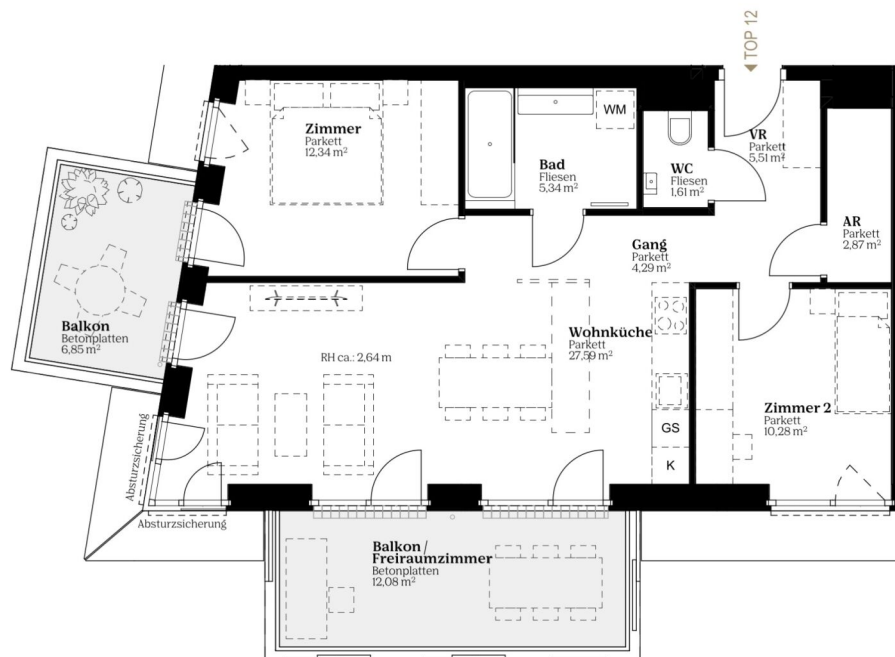 TOP 12
Zimmer
Parkett
12,34 m²
WM
Bad
Fliesen
5,34 m²
WC
Fliesen
1,61 m²
VR
Parkett
5,51 m²
AR
Parkett
2,87 m²
Gang
Parkett
4,29 m²
Balkon
Betonplatten
6,85 m²
RH ca.: 2,64 m
Wohnküche
Parkett
27,59 m²
Zimmer 2
Parkett
10,28 m²
GS
K
Absturzsicherung
Absturzsicherung
Balkon/
Freiraumzimmer
Betonplatten
12,08 m²